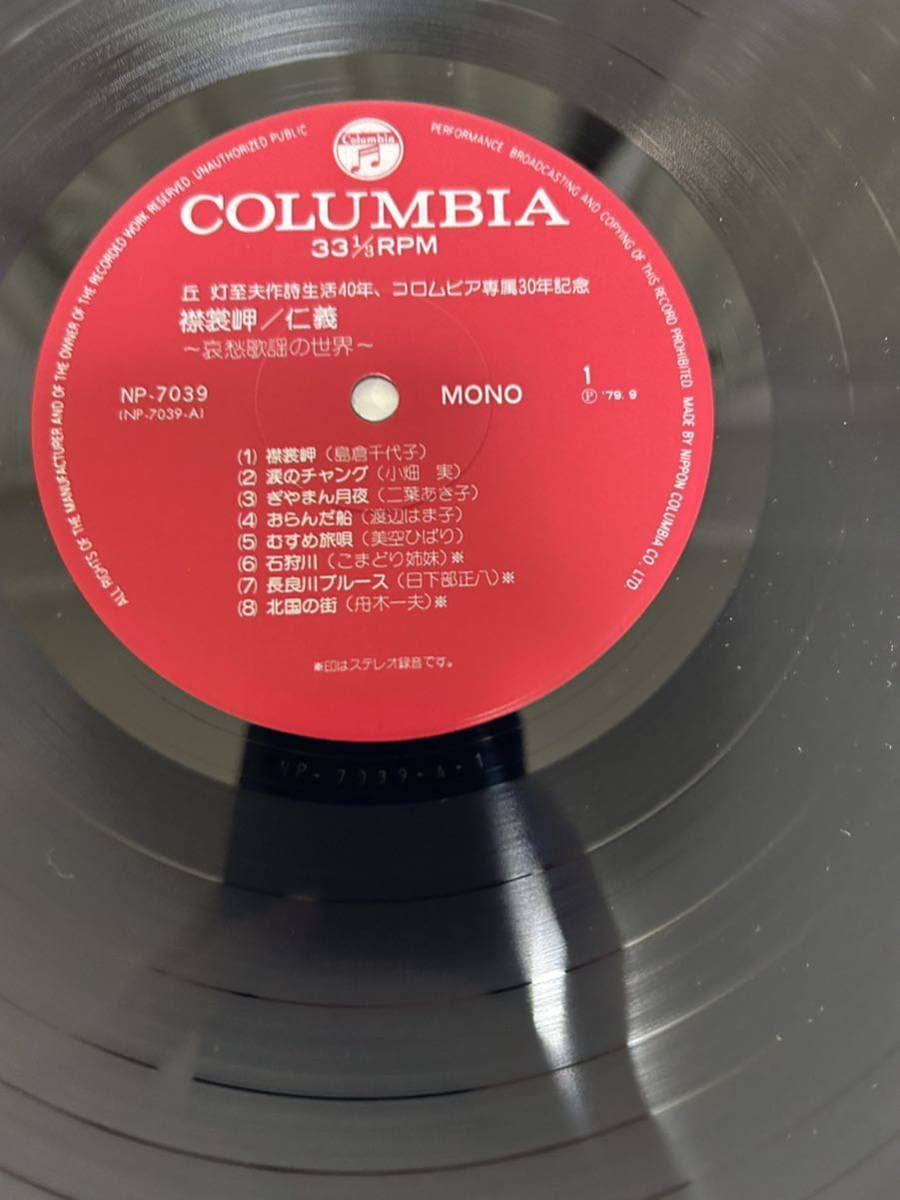 Columbia
COLUMBIA
33 1/3 RPM
丘 灯至夫作詩生活40年、コロムビア専属30年記念
襟裳岬/仁義
~哀愁歌謡の世界~
NP-7039
(NP-7039-A)
MONO
1
Ⓟ '79. 9
(1) 襟裳岬(島倉千代子)
(2) 涙のチャング(小畑 実)
(3) ぎやまん月夜(二葉あき子)
(4) おらんだ船(渡辺はま子)
(5) むすめ旅唄(美空ひばり)
(6) 石狩川(こまどり姉妹)※
(7) 長良川ブルース(日下部正八)※
(8) 北国の街(舟木一夫)※
※印はステレオ録音です。
ALL RIGHTS OF THE MANUFACTURER AND OF THE OWNER OF THE RECORDED WORK RESERVED. UNAUTHORIZED PUBLIC PERFORMANCE BROADCASTING AND COPYING OF THIS RECORD PROHIBITED. MADE BY NIPPON COLUMBIA CO., LTD
NP-7039-A-1